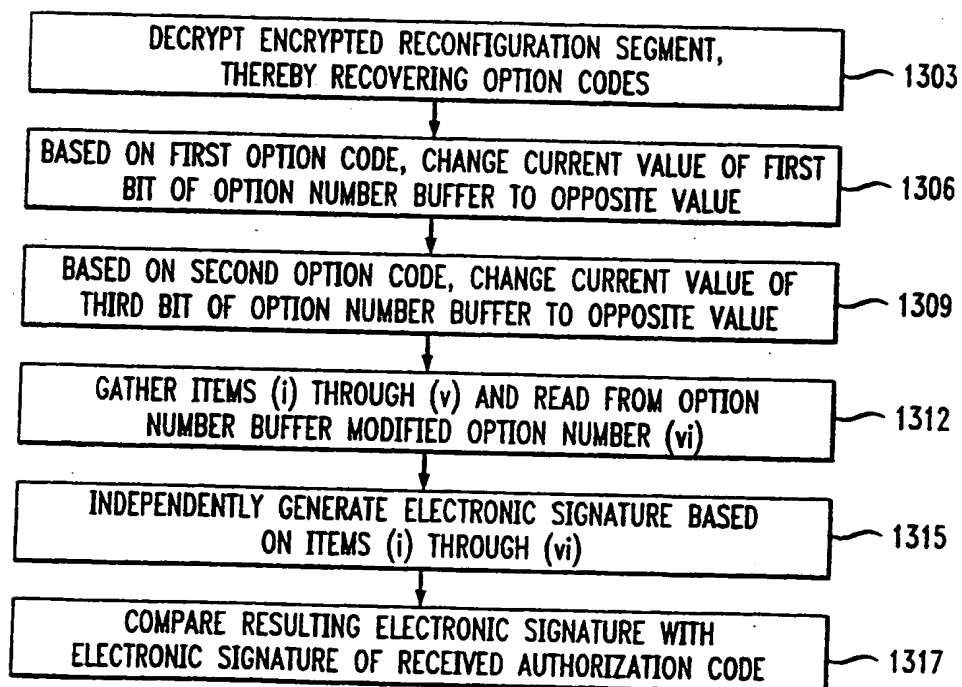 DECRYPT ENCRYPTED RECONFIGURATION SEGMENT,
THEREBY RECOVERING OPTION CODES
1303
BASED ON FIRST OPTION CODE, CHANGE CURRENT VALUE OF FIRST
BIT OF OPTION NUMBER BUFFER TO OPPOSITE VALUE
1306
BASED ON SECOND OPTION CODE, CHANGE CURRENT VALUE OF
THIRD BIT OF OPTION NUMBER BUFFER TO OPPOSITE VALUE
1309
GATHER ITEMS (i) THROUGH (v) AND READ FROM OPTION
NUMBER BUFFER MODIFIED OPTION NUMBER (vi)
1312
INDEPENDENTLY GENERATE ELECTRONIC SIGNATURE BASED
ON ITEMS (i) THROUGH (vi)
1315
COMPARE RESULTING ELECTRONIC SIGNATURE WITH
ELECTRONIC SIGNATURE OF RECEIVED AUTHORIZATION CODE
1317